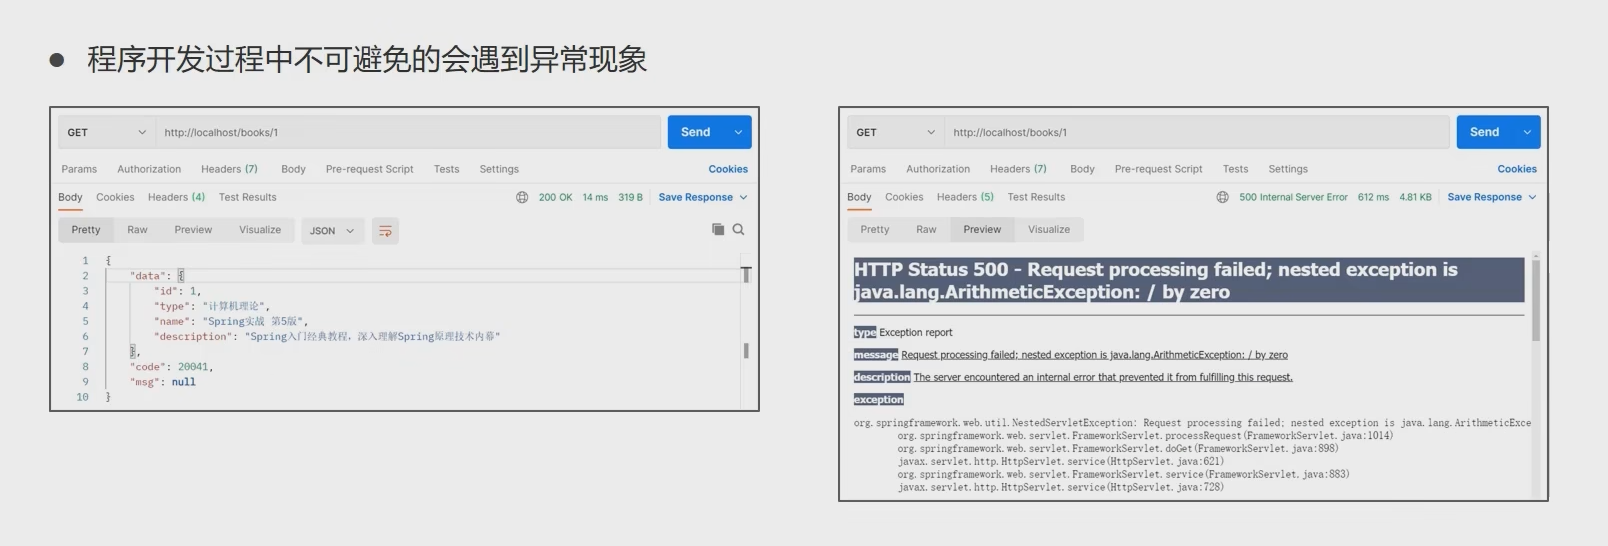 ● 程序开发过程中不可避免的会遇到异常现象
GET http://localhost/books/1 Send
Params Authorization Headers (7) Body Pre-request Script Tests Settings Cookies
Body Cookies Headers (4) Test Results 200 OK 14 ms 319 B Save Response
Pretty Raw Preview Visualize JSON
1 {
2 "data": {
3 "id": 1,
4 "type": "计算机理论",
5 "name": "Spring实战 第5版",
6 "description": "Spring入门经典教程，深入理解Spring原理技术内幕"
7 },
8 "code": 20041,
9 "msg": null
10 }
GET http://localhost/books/1 Send
Params Authorization Headers (7) Body Pre-request Script Tests Settings Cookies
Body Cookies Headers (5) Test Results 500 Internal Server Error 612 ms 4.81 KB Save Response
Pretty Raw Preview Visualize
HTTP Status 500 - Request processing failed; nested exception is
java.lang.ArithmeticException: / by zero
type Exception report
message Request processing failed; nested exception is java.lang.ArithmeticException: / by zero
description The server encountered an internal error that prevented it from fulfilling this request.
exception
org.springframework.web.util.NestedServletException: Request processing failed; nested exception is java.lang.ArithmeticExce
org.springframework.web.servlet.FrameworkServlet.processRequest(FrameworkServlet.java:1014)
org.springframework.web.servlet.FrameworkServlet.doGet(FrameworkServlet.java:898)
javax.servlet.http.HttpServlet.service(HttpServlet.java:621)
org.springframework.web.servlet.FrameworkServlet.service(FrameworkServlet.java:883)
javax.servlet.http.HttpServlet.service(HttpServlet.java:728)